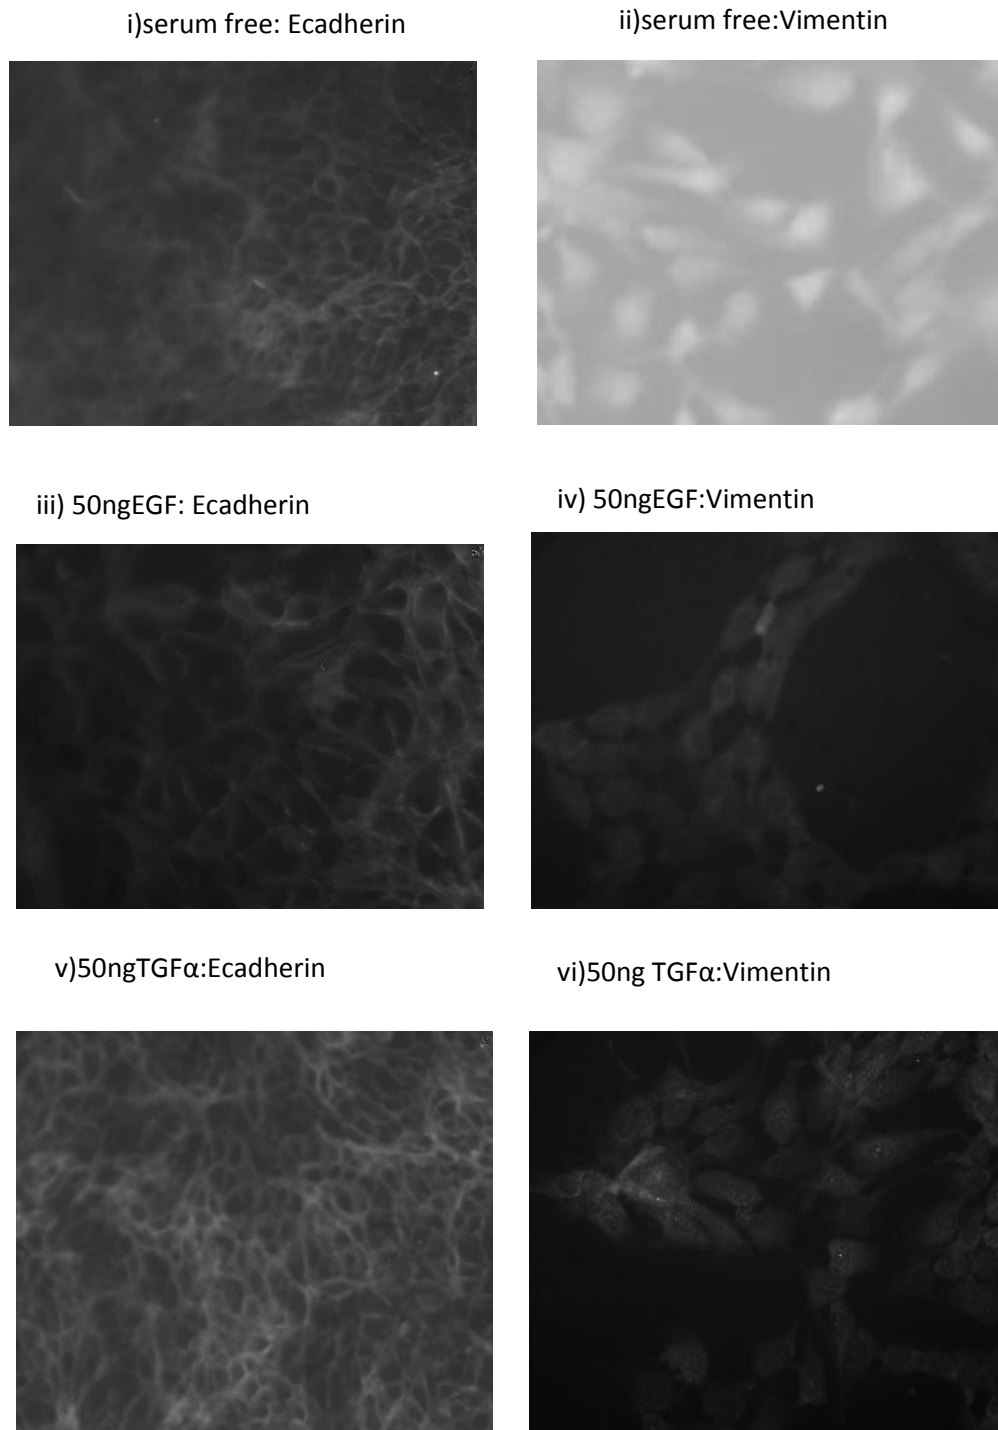 i)serum free: Ecadherin
ii)serum free:Vimentin
iii) 50ngEGF: Ecadherin
iv) 50ngEGF:Vimentin
v)50ngTGFα:Ecadherin
vi)50ng TGFα:Vimentin